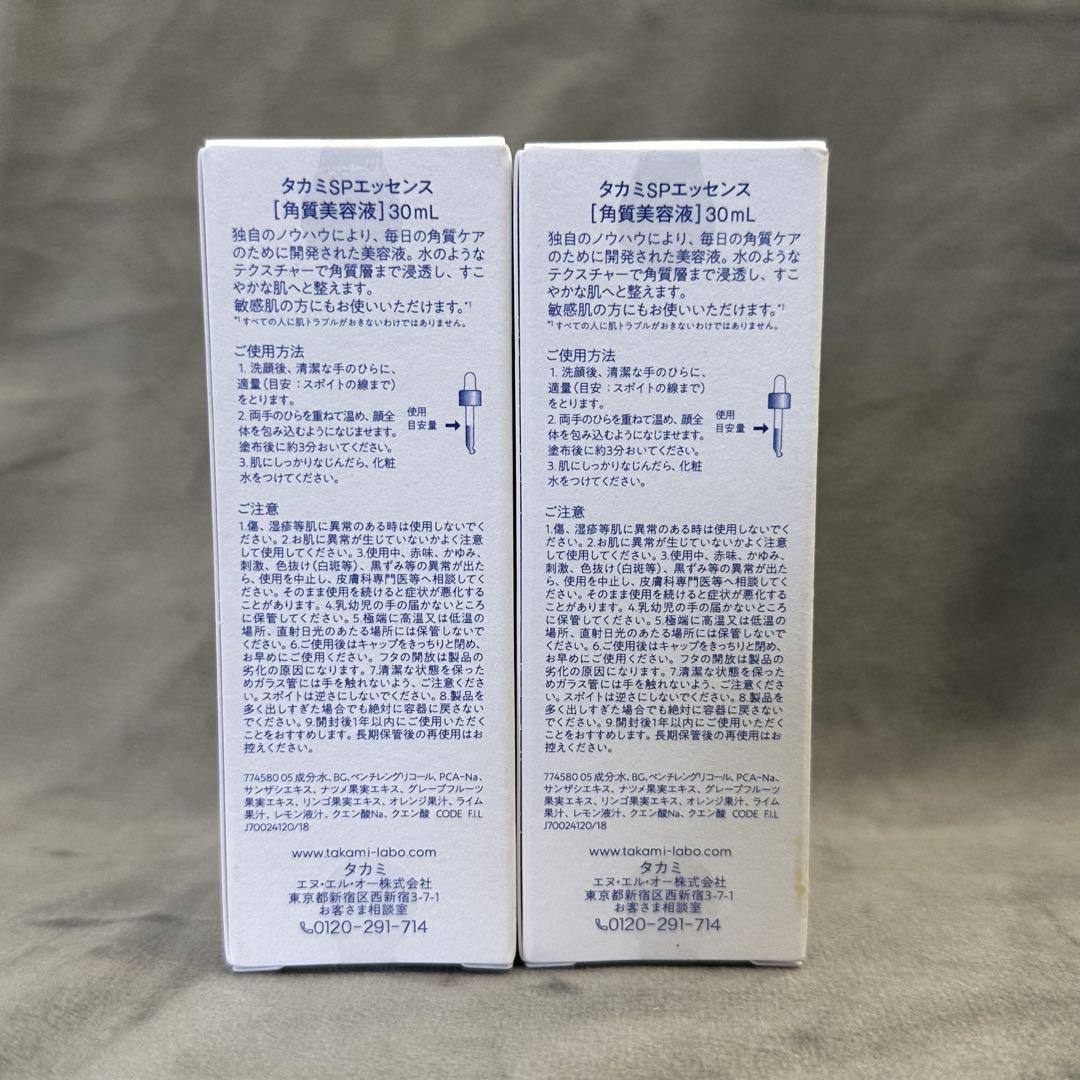 タカミSPエッセンス
[角質美容液]30mL
独自のノウハウにより、毎日の角質ケア
のために開発された美容液。水のような
テクスチャーで角質層まで浸透し、すこ
やかな肌へと整えます。
敏感肌の方にもお使いいただけます。*1
*1すべての人に肌トラブルがおきないわけではありません。
ご使用方法
1. 洗顔後、清潔な手のひらに、
適量(目安:スポイトの線まで)
をとります。
2. 両手のひらを重ねて温め、顔全
体を包み込むようになじませます。
塗布後に約3分おいてください。
3. 肌にしっかりなじんだら、化粧
水をつけてください。
使用
目安量
ご注意
1.傷、湿疹等肌に異常のある時は使用しないでく
ださい。2.お肌に異常が生じていないかよく注意
して使用してください。3.使用中、赤味、かゆみ、
刺激、色抜け(白斑等)、黒ずみ等の異常が出た
ら、使用を中止し、皮膚科専門医等へ相談してく
ださい。そのまま使用を続けると症状が悪化する
ことがあります。4.乳幼児の手の届かないところ
に保管してください。5.極端に高温又は低温の
場所、直射日光のあたる場所には保管しないで
ください。6.ご使用後はキャップをきっちりと閉め、
お早めにご使用ください。フタの開放は製品の
劣化の原因になります。7.清潔な状態を保った
めガラス管には手を触れないよう、ご注意くださ
い。スポイトは逆さにしないでください。8.製品を
多く出しすぎた場合でも絶対に容器に戻さない
でください。9.開封後1年以内にご使用いただく
ことをおすすめします。長期保管後の再使用はお
控えください。
774580 05 成分:水、BG、ペンチレングリコール、PCA-Na、
サンザシエキス、ナツメ果実エキス、グレープフルーツ
果実エキス、リンゴ果実エキス、オレンジ果汁、ライム
果汁、レモン液汁、クエン酸Na、クエン酸 CODE F.I.L
J70024120/18
www.takami-labo.com
タカミ
エヌ・エル・オー株式会社
東京都新宿区西新宿3-7-1
お客さま相談室
0120-291-714
タカミSPエッセンス
[角質美容液]30mL
独自のノウハウにより、毎日の角質ケア
のために開発された美容液。水のような
テクスチャーで角質層まで浸透し、すこ
やかな肌へと整えます。
敏感肌の方にもお使いいただけます。*1
*1すべての人に肌トラブルがおきないわけではありません。
ご使用方法
1. 洗顔後、清潔な手のひらに、
適量(目安:スポイトの線まで)
をとります。
2. 両手のひらを重ねて温め、顔全
体を包み込むようになじませます。
塗布後に約3分おいてください。
3. 肌にしっかりなじんだら、化粧
水をつけてください。
使用
目安量
ご注意
1.傷、湿疹等肌に異常のある時は使用しないでく
ださい。2.お肌に異常が生じていないかよく注意
して使用してください。3.使用中、赤味、かゆみ、
刺激、色抜け(白斑等)、黒ずみ等の異常が出た
ら、使用を中止し、皮膚科専門医等へ相談してく
ださい。そのまま使用を続けると症状が悪化する
ことがあります。4.乳幼児の手の届かないところ
に保管してください。5.極端に高温又は低温の
場所、直射日光のあたる場所には保管しないで
ください。6.ご使用後はキャップをきっちりと閉め、
お早めにご使用ください。フタの開放は製品の
劣化の原因になります。7.清潔な状態を保った
めガラス管には手を触れないよう、ご注意くださ
い。スポイトは逆さにしないでください。8.製品を
多く出しすぎた場合でも絶対に容器に戻さない
でください。9.開封後1年以内にご使用いただく
ことをおすすめします。長期保管後の再使用はお
控えください。
774580 05 成分:水、BG、ペンチレングリコール、PCA-Na、
サンザシエキス、ナツメ果実エキス、グレープフルーツ
果実エキス、リンゴ果実エキス、オレンジ果汁、ライム
果汁、レモン液汁、クエン酸Na、クエン酸 CODE F.I.L
J70024120/18
www.takami-labo.com
タカミ
エヌ・エル・オー株式会社
東京都新宿区西新宿3-7-1
お客さま相談室
0120-291-714